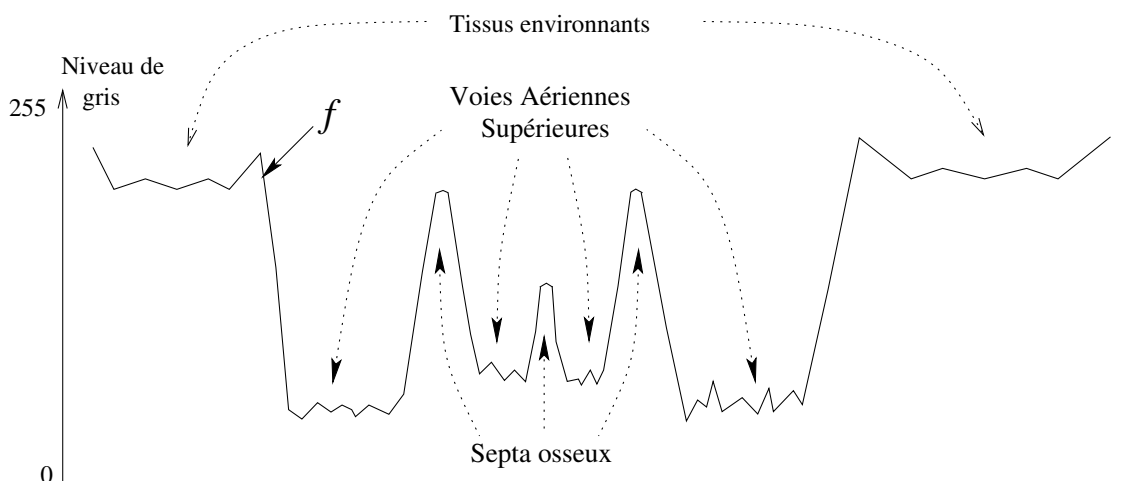 Tissus environnants
Niveau de
gris
255
f
Voies Aériennes
Supérieures
Septa osseux
0